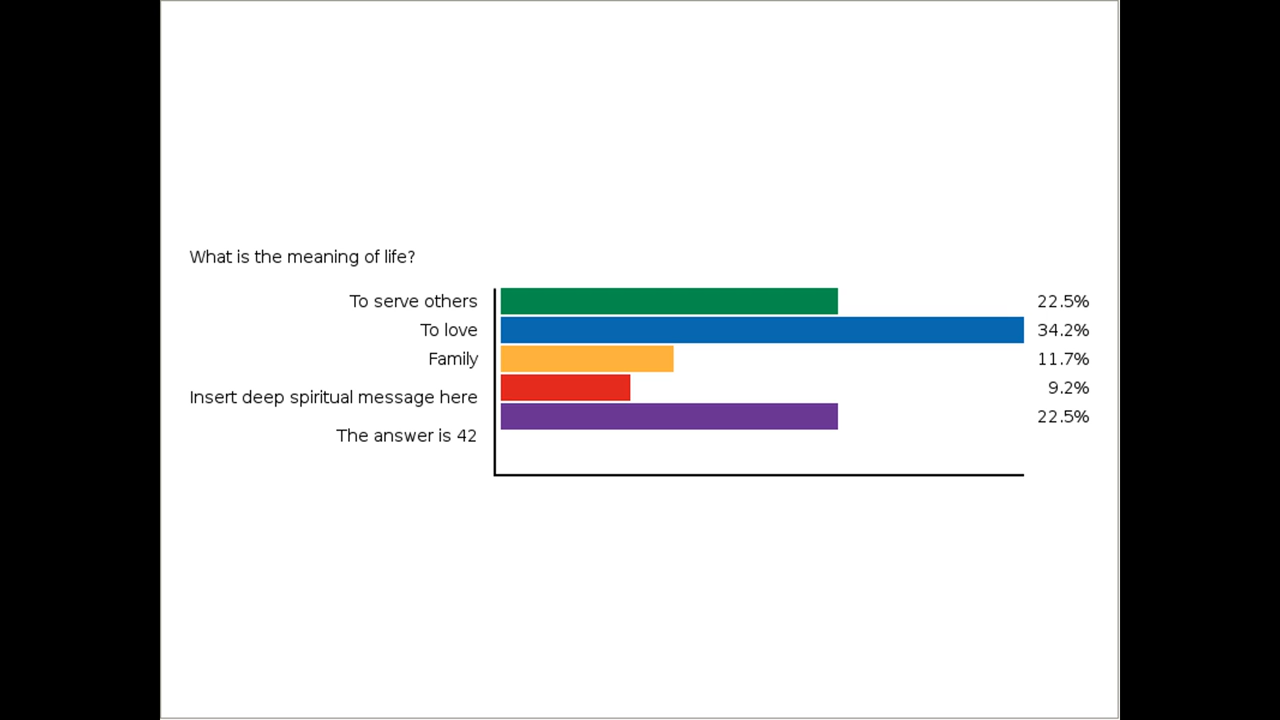 What is the meaning of life?
To serve others 22.5%
To love 34.2%
Family 11.7%
Insert deep spiritual message here 9.2%
The answer is 42 22.5%